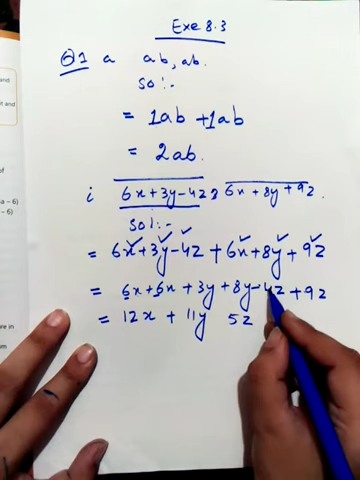 Exe 8.3
Q1 a ab, ab.
Sol:-
= 1ab + 1ab
= 2ab.
i 6x+3y-4z, 6x+8y+9z.
Sol:-
= 6x+3y-4z + 6x+8y+9z
= 6x+6x+3y+8y-4z+9z
= 12x + 11y 5z